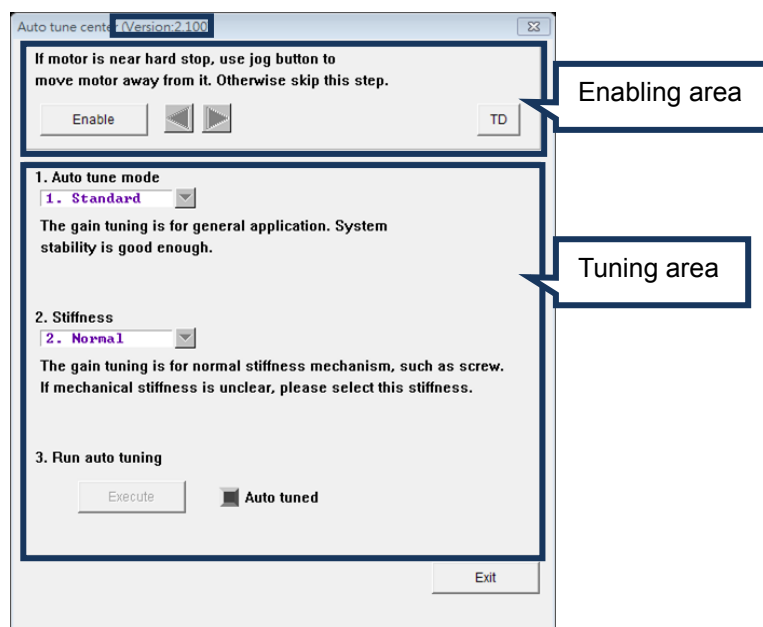 Auto tune center (Version:2.100)
If motor is near hard stop, use jog button to
move motor away from it. Otherwise skip this step.
Enable
TD
Enabling area
1. Auto tune mode
1. Standard
The gain tuning is for general application. System
stability is good enough.
Tuning area
2. Stiffness
2. Normal
The gain tuning is for normal stiffness mechanism, such as screw.
If mechanical stiffness is unclear, please select this stiffness.
3. Run auto tuning
Execute
Auto tuned
Exit